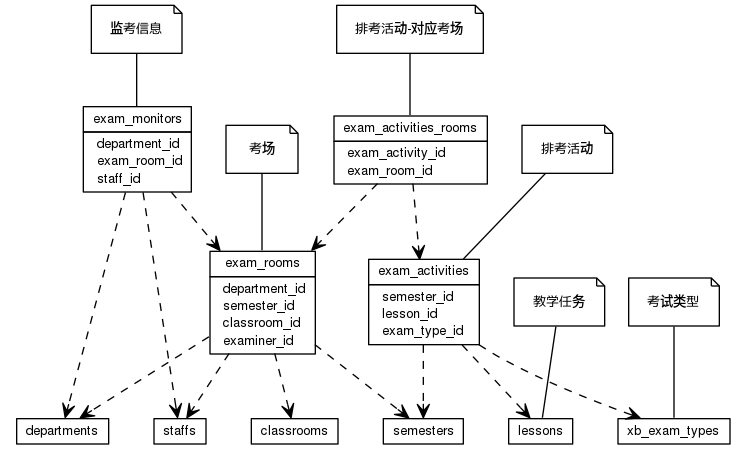 监考信息
排考活动-对应考场
exam_monitors
department_id
exam_room_id
staff_id
考场
exam_activities_rooms
exam_activity_id
exam_room_id
排考活动
exam_rooms
department_id
semester_id
classroom_id
examiner_id
exam_activities
semester_id
lesson_id
exam_type_id
教学任务
考试类型
departments
staffs
classrooms
semesters
lessons
xb_exam_types